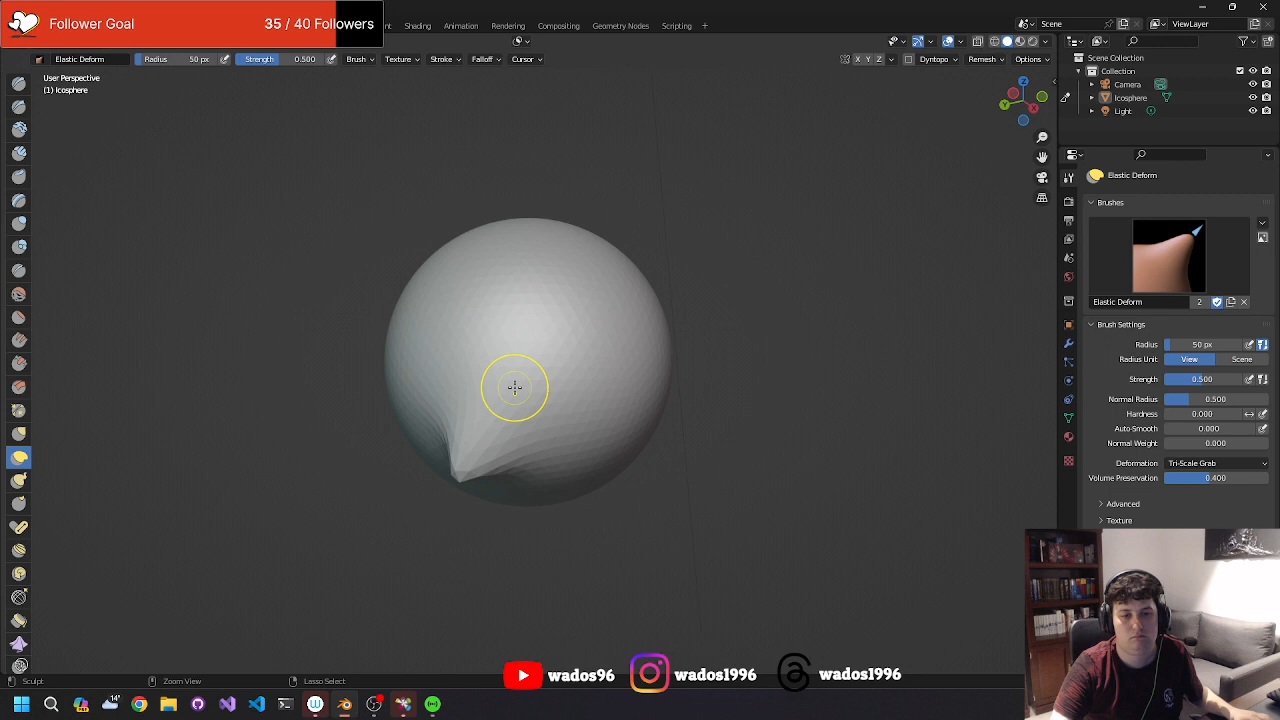 Follower Goal 35 / 40 Followers
Shading Animation Rendering Compositing Geometry Nodes Scripting +
Scene ViewLayer
Elastic Deform Radius 50 px Strength 0.500 Brush Texture Stroke Falloff Cursor X Y Z Dyntopo Remesh Options
User Perspective
(1) Icosphere
Scene Collection
Collection
Camera
Icosphere
Light
Z
Y
X
Elastic Deform
Brushes
Elastic Deform 2
Brush Settings
Radius 50 px
Radius Unit View Scene
Strength 0.500
Normal Radius 0.500
Hardness 0.000
Auto-Smooth 0.000
Normal Weight 0.000
Deformation Tri-Scale Grab
Volume Preservation 0.400
Advanced
Texture
wados96 wados1996 wados1996
Sculpt Zoom View Lasso Select
14°